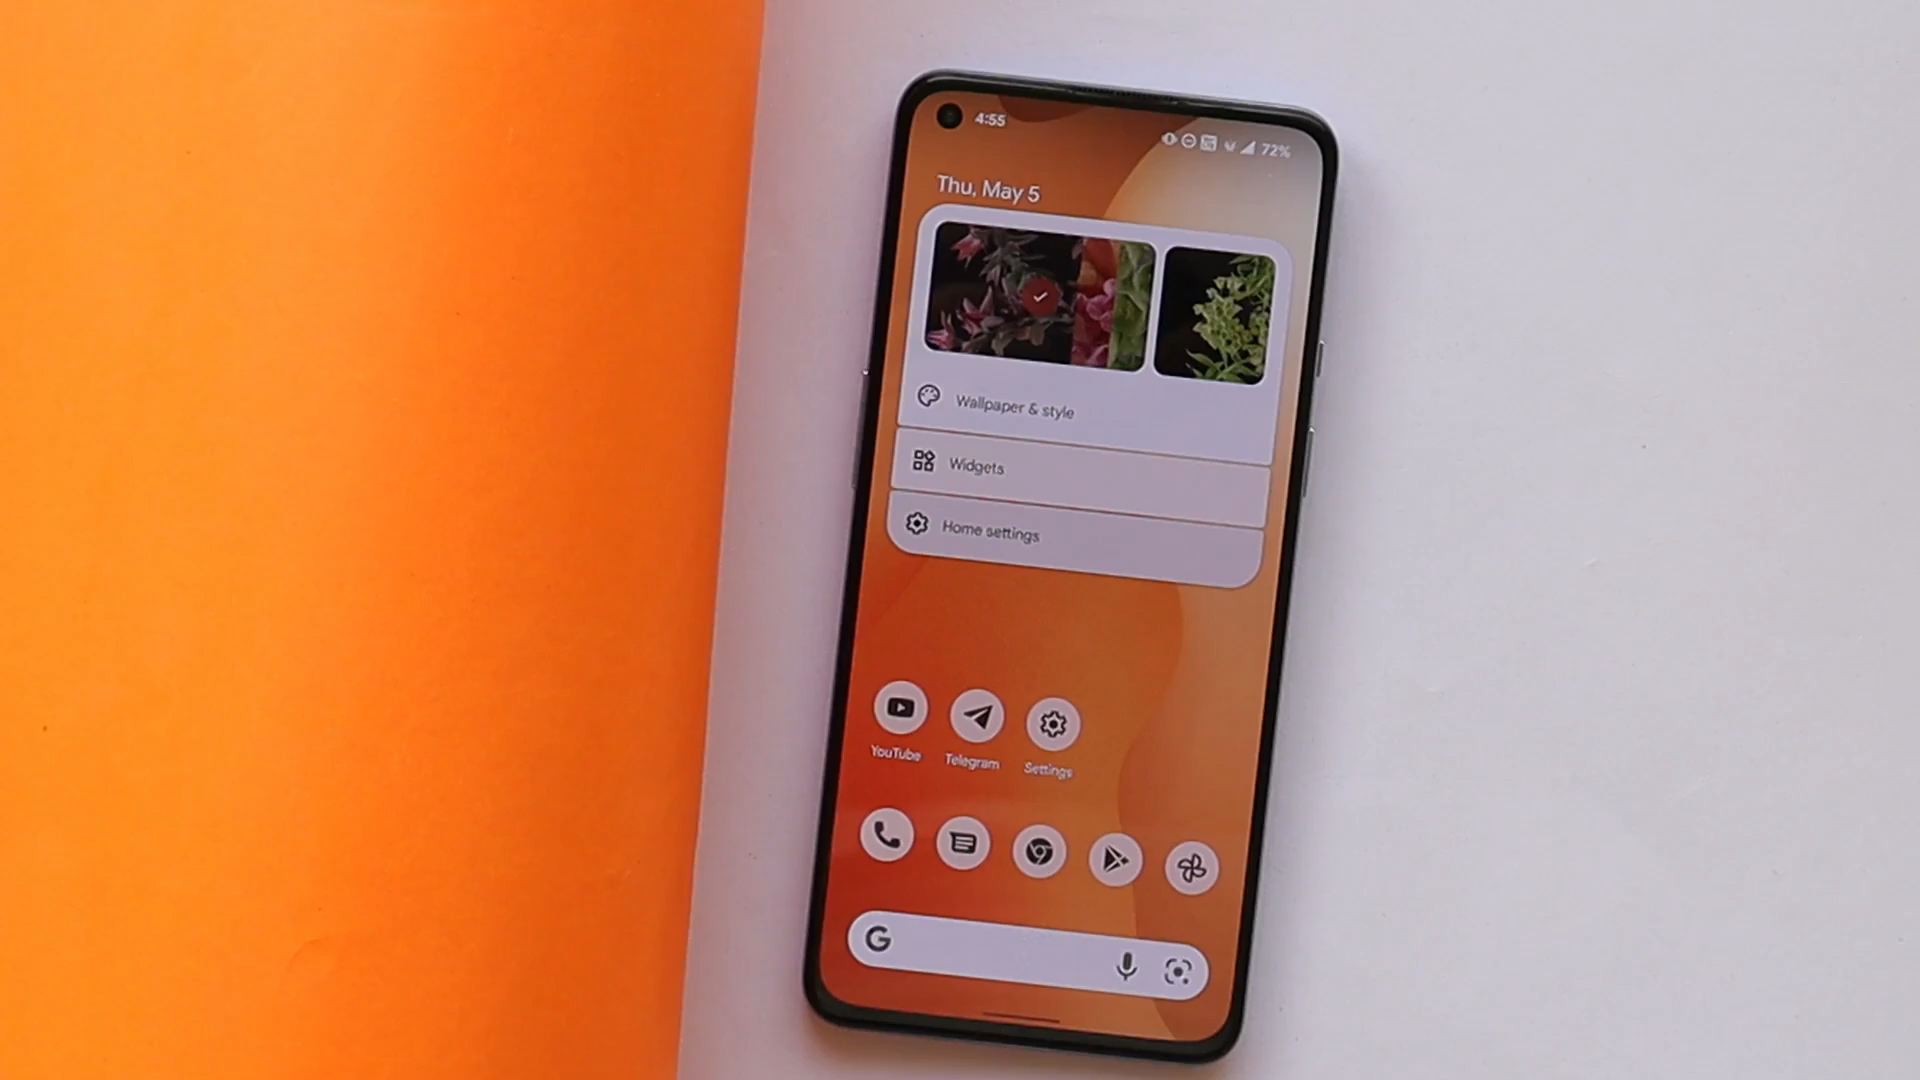 4:55
72%
Thu, May 5
Wallpaper & style
Widgets
Home settings
YouTube
Telegram
Settings
G